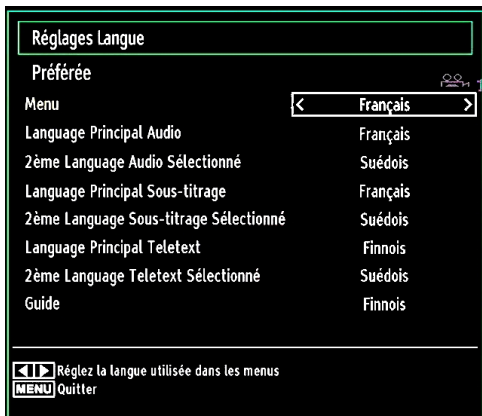 Réglages Langue
Préférée
Menu < Français >
Language Principal Audio Français
2ème Language Audio Sélectionné Suédois
Language Principal Sous-titrage Français
2ème Language Sous-titrage Sélectionné Suédois
Language Principal Teletext Finnois
2ème Language Teletext Sélectionné Suédois
Guide Finnois
Réglez la langue utilisée dans les menus
MENU Quitter